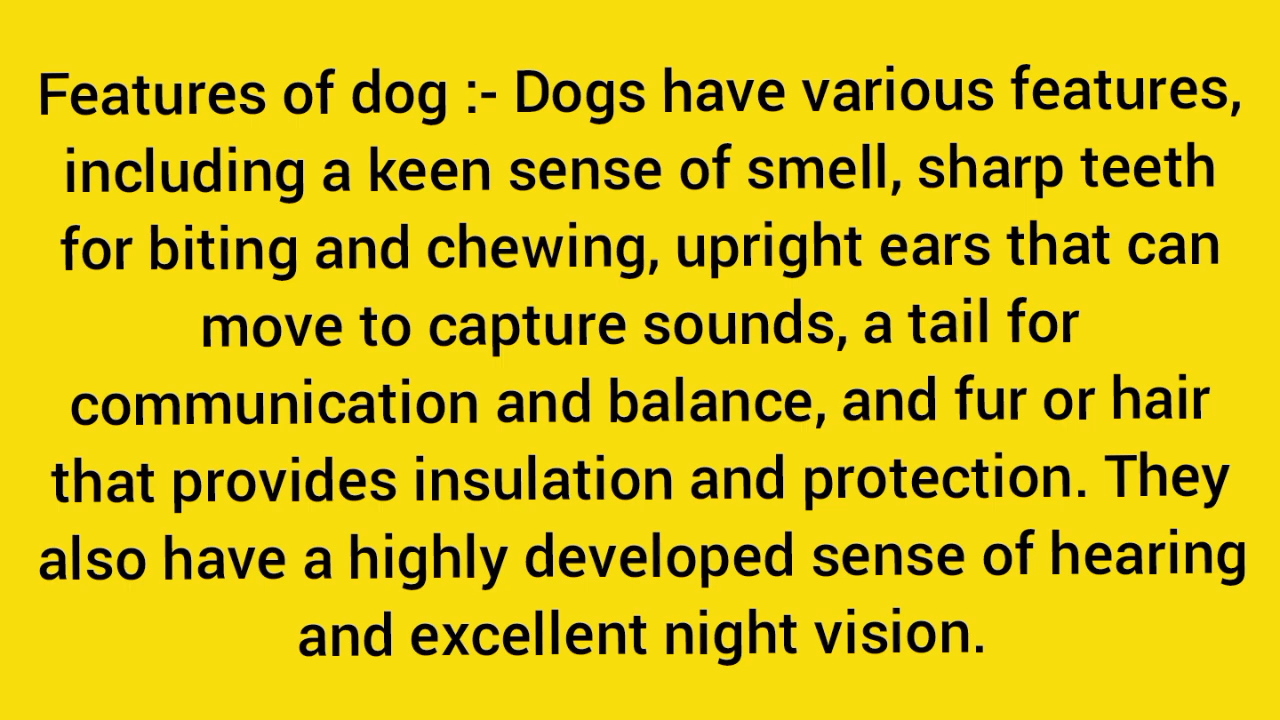 Features of dog :- Dogs have various features,
including a keen sense of smell, sharp teeth
for biting and chewing, upright ears that can
move to capture sounds, a tail for
communication and balance, and fur or hair
that provides insulation and protection. They
also have a highly developed sense of hearing
and excellent night vision.